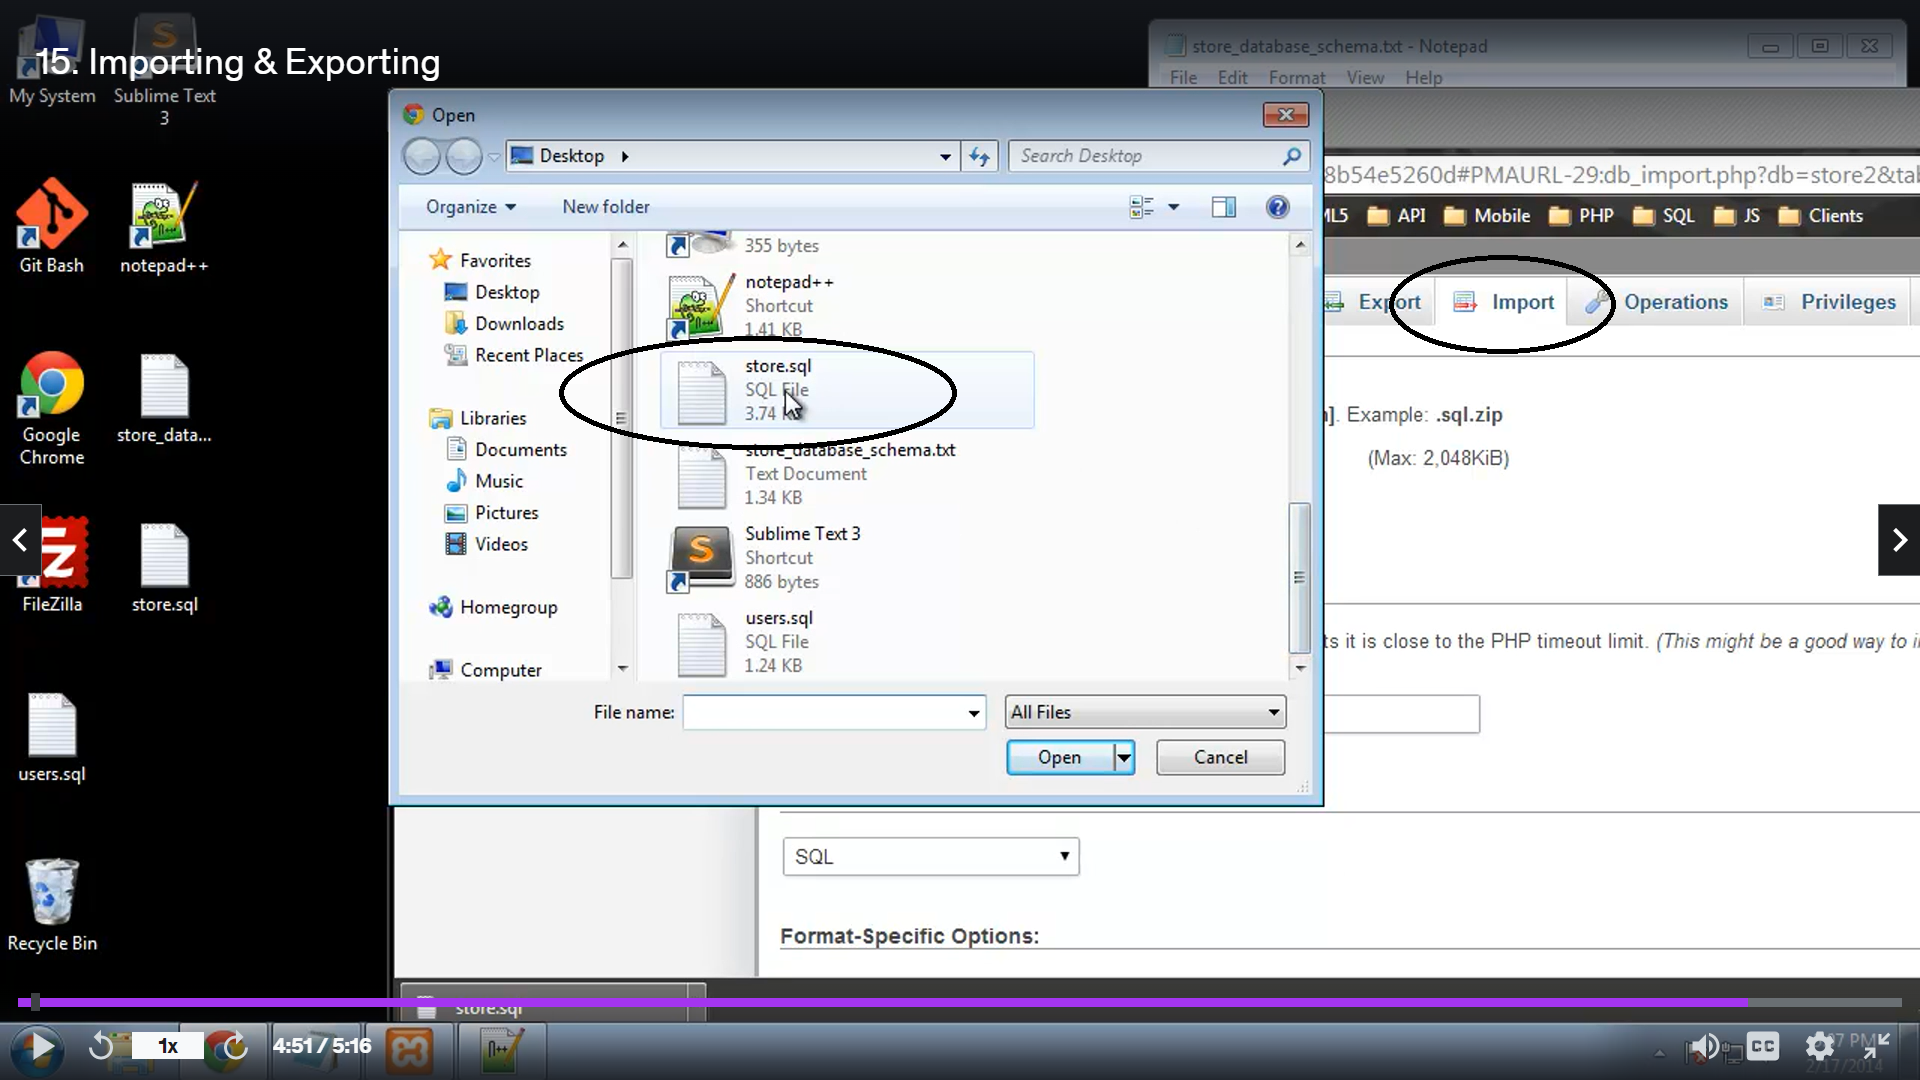 15. Importing & Exporting
My System
Sublime Text
3
Git Bash
notepad++
Google
Chrome
store_data...
FileZilla
store.sql
users.sql
Recycle Bin
store_database_schema.txt - Notepad
File Edit Format View Help
Open
Desktop
Search Desktop
Organize
New folder
Favorites
Desktop
Downloads
Recent Places
Libraries
Documents
Music
Pictures
Videos
Homegroup
Computer
355 bytes
notepad++
Shortcut
1.41 KB
store.sql
SQL File
3.74
store_database_schema.txt
Text Document
1.34 KB
Sublime Text 3
Shortcut
886 bytes
users.sql
SQL File
1.24 KB
File name:
All Files
Open
Cancel
8b54e5260d#PMAURL-29:db_import.php?db=store2&tab
ML5 API Mobile PHP SQL JS Clients
Export Import Operations Privileges
]. Example: .sql.zip
(Max: 2,048KiB)
ts it is close to the PHP timeout limit. (This might be a good way to i
SQL
Format-Specific Options:
store.sql
1x
4:51 / 5:16
CC
07 PM
2/17/2014